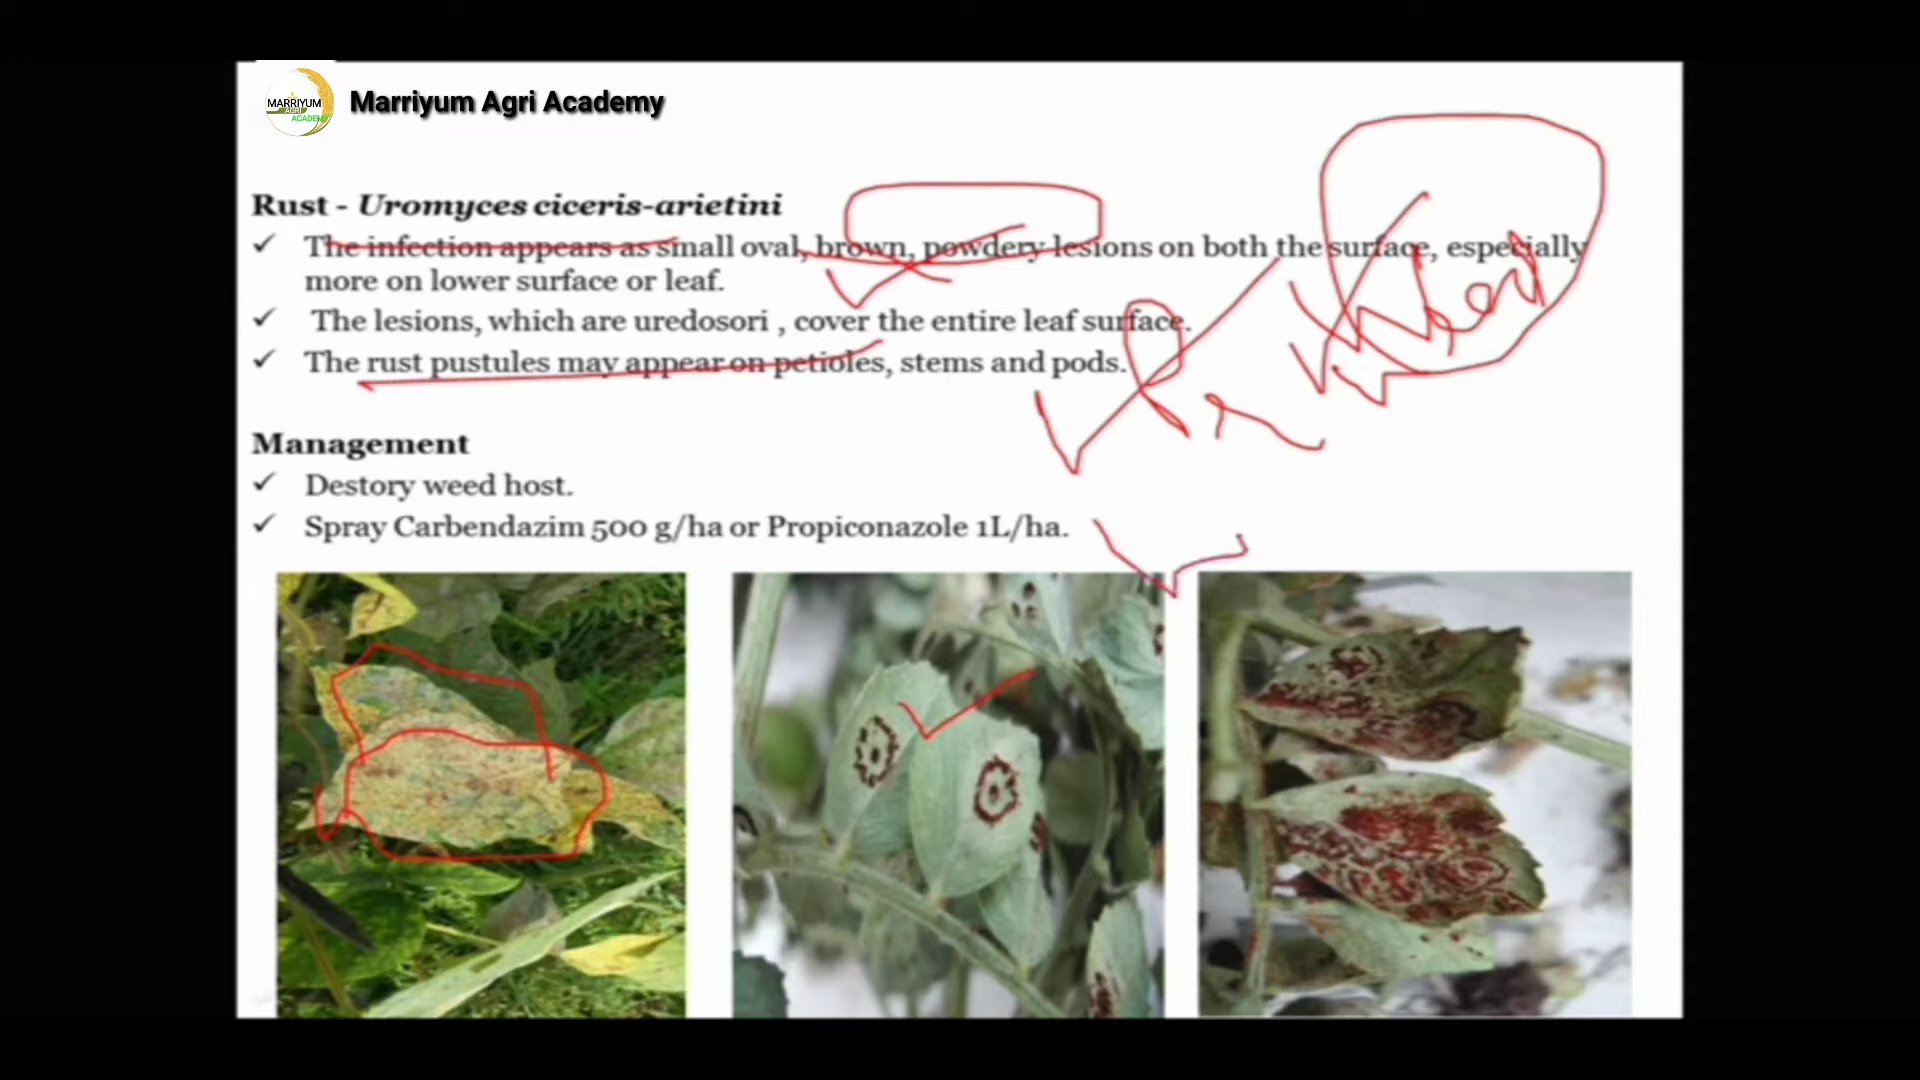 MARRIYUM
AGRI
ACADEMY
Marriyum Agri Academy
Rust - Uromyces ciceris-arietini
✓ The infection appears as small oval, brown, powdery lesions on both the surface, especially
more on lower surface or leaf.
✓ The lesions, which are uredosori , cover the entire leaf surface.
✓ The rust pustules may appear on petioles, stems and pods.
Management
✓ Destory weed host.
✓ Spray Carbendazim 500 g/ha or Propiconazole 1L/ha.